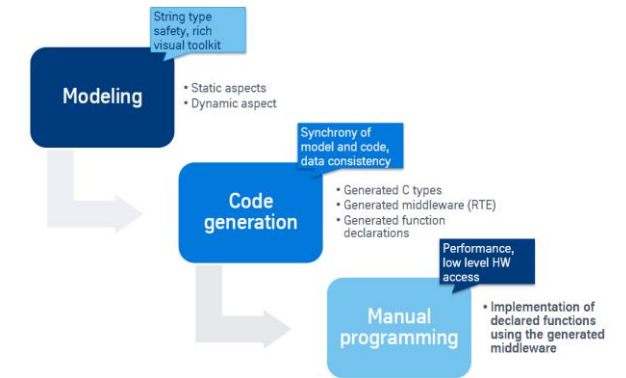 String type
safety, rich
visual toolkit
Modeling
• Static aspects
• Dynamic aspect
Synchrony of
model and code,
data consistency
Code
generation
• Generated C types
• Generated middleware (RTE)
• Generated function
declarations
Performance,
low level HW
access
Manual
programming
• Implementation of
declared functions
using the generated
middleware